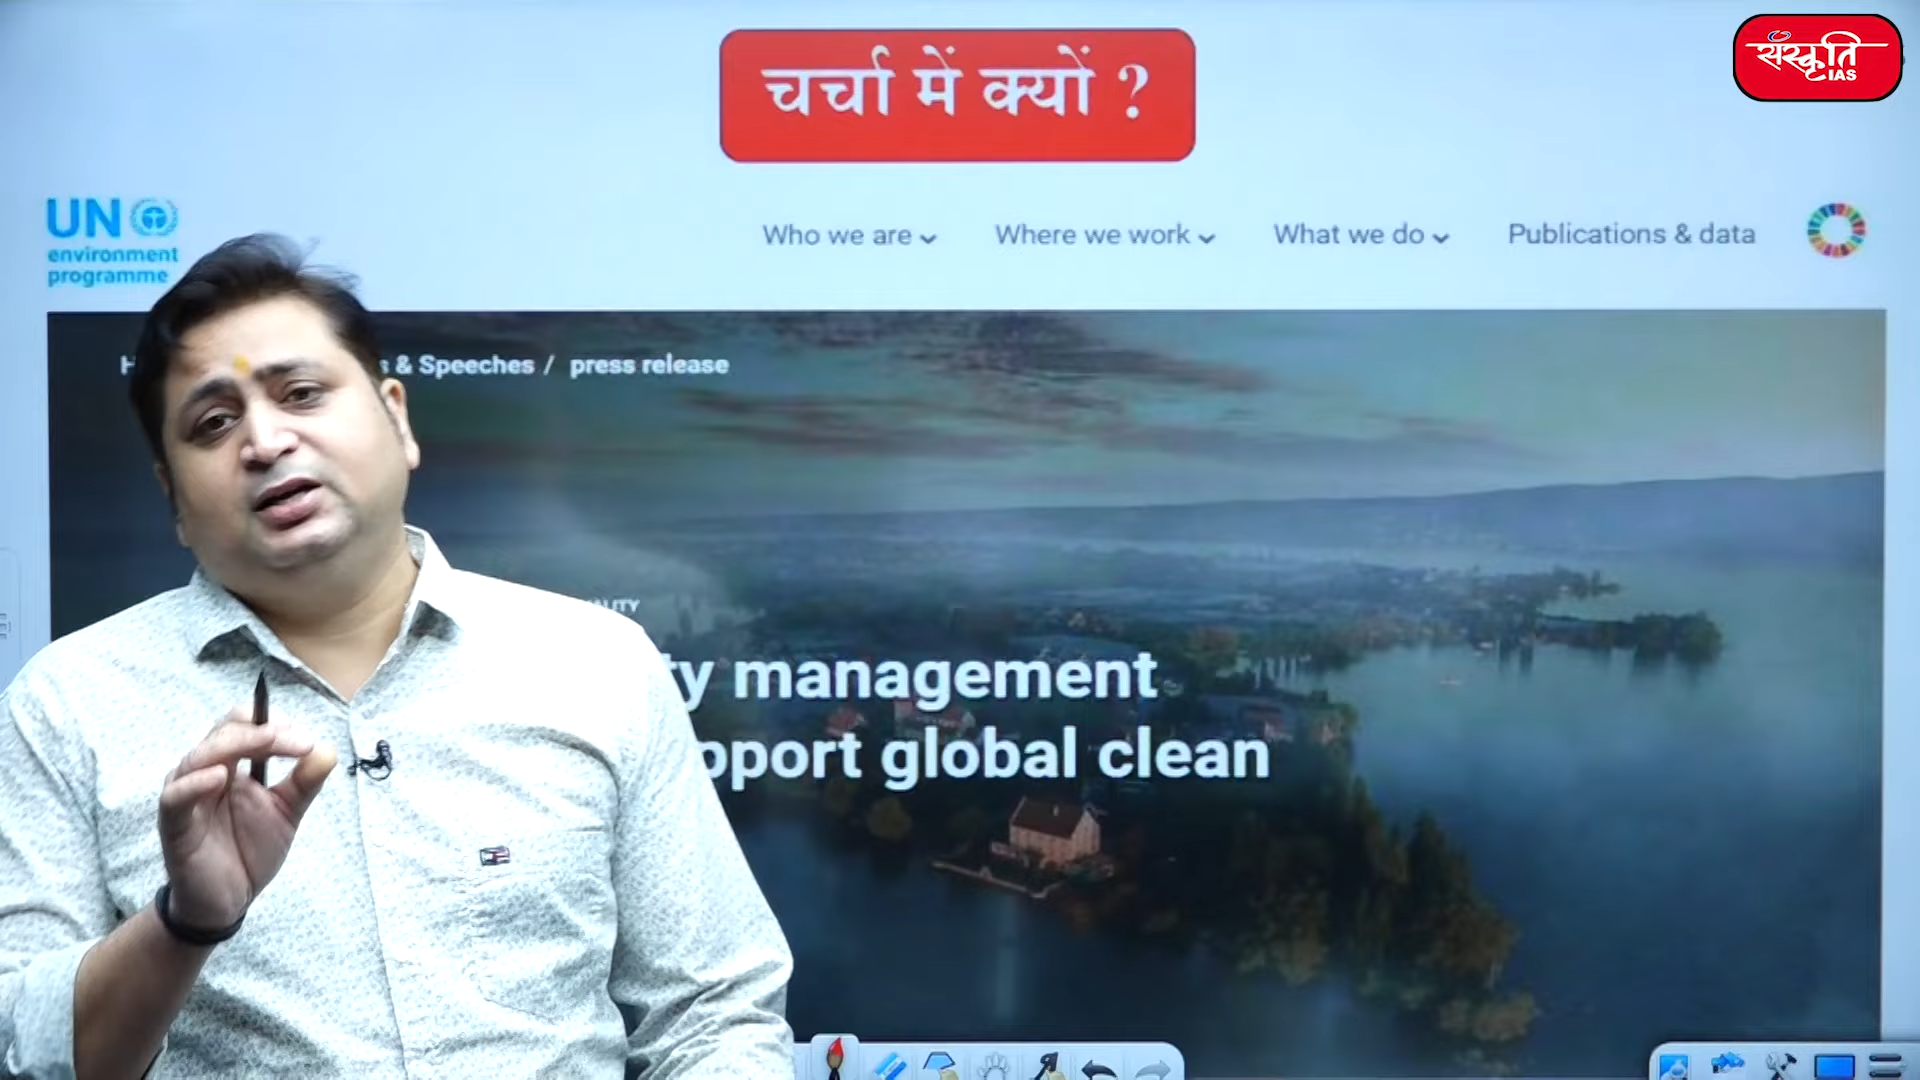 चर्चा में क्यों ?
संस्कृति
IAS
UN
environment
programme
Who we are
Where we work
What we do
Publications & data
& Speeches / press release
management
global clean